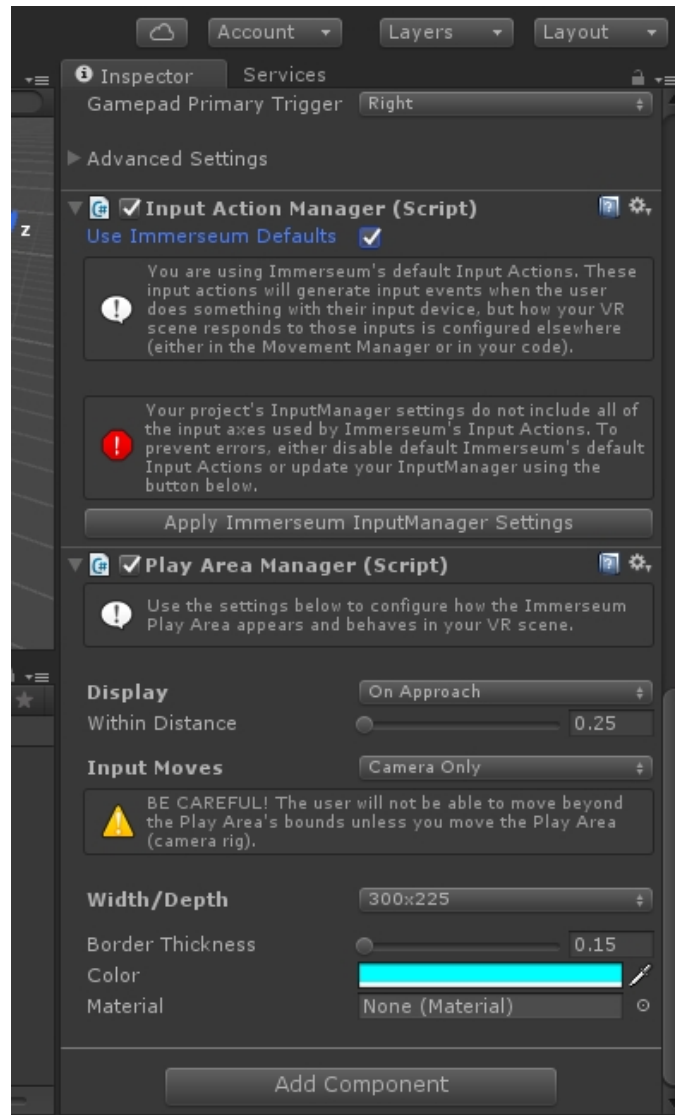 Account
Layers
Layout
Inspector
Services
Gamepad Primary Trigger
Right
Advanced Settings
Input Action Manager (Script)
z
Use Immerseum Defaults
You are using Immerseum's default Input Actions. These
input actions will generate input events when the user
does something with their input device, but how your VR
scene responds to those inputs is configured elsewhere
(either in the Movement Manager or in your code).
Your project's InputManager settings do not include all of
the input axes used by Immerseum's Input Actions. To
prevent errors, either disable default Immerseum's default
Input Actions or update your InputManager using the
button below.
Apply Immerseum InputManager Settings
Play Area Manager (Script)
Use the settings below to configure how the Immerseum
Play Area appears and behaves in your VR scene.
Display
On Approach
Within Distance
0.25
Input Moves
Camera Only
BE CAREFUL! The user will not be able to move beyond
the Play Area's bounds unless you move the Play Area
(camera rig).
Width/Depth
300x225
Border Thickness
0.15
Color
Material
None (Material)
Add Component